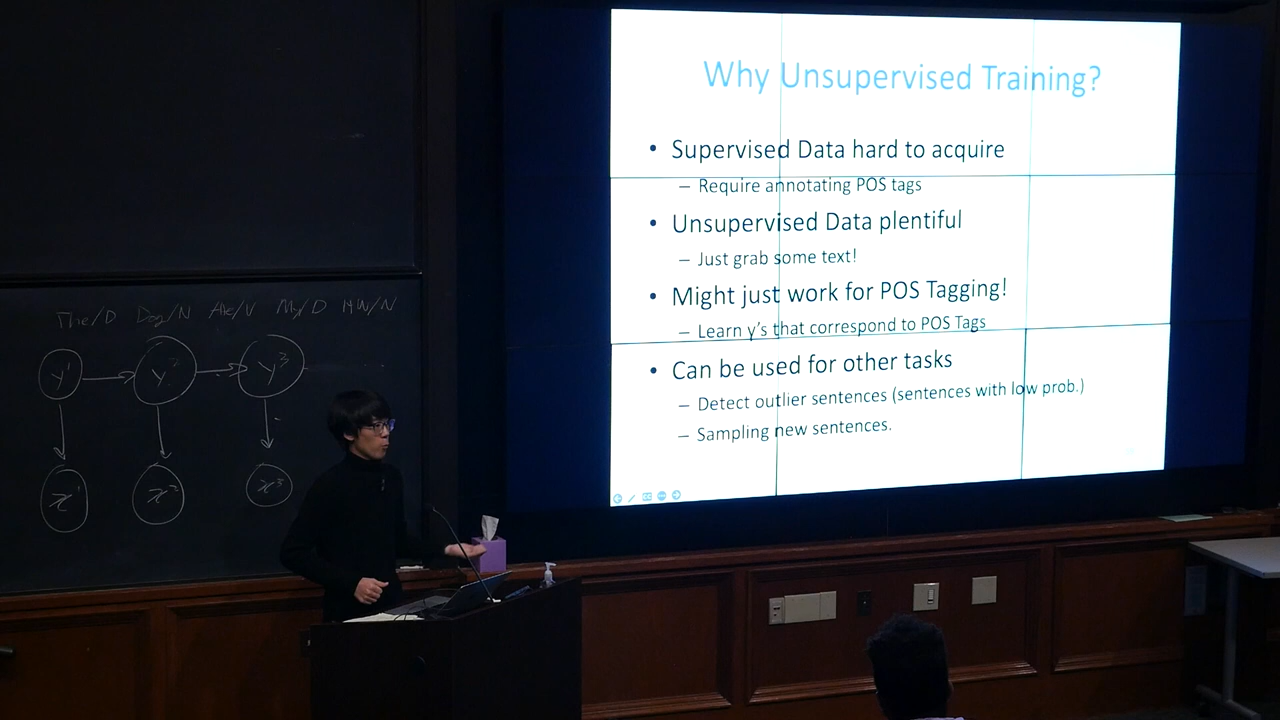 Why Unsupervised Training?
• Supervised Data hard to acquire
– Require annotating POS tags
• Unsupervised Data plentiful
– Just grab some text!
• Might just work for POS Tagging!
– Learn y's that correspond to POS Tags
• Can be used for other tasks
– Detect outlier sentences (sentences with low prob.)
– Sampling new sentences.
The/D Dog/N Ate/V My/D HW/N
y¹ y² y³
x¹ x² x³